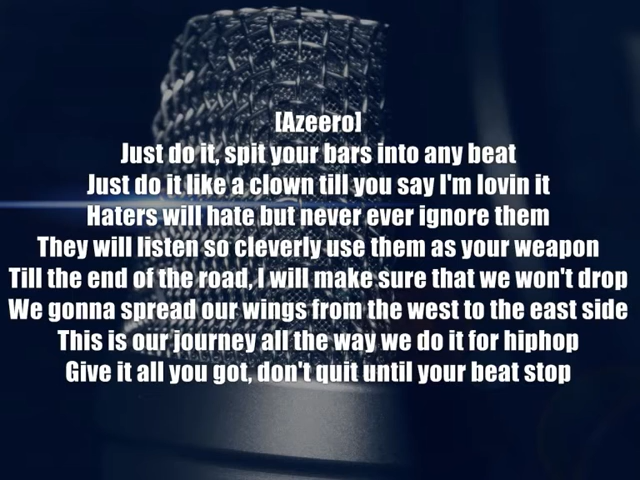 [Azeero]
Just do it, spit your bars into any beat
Just do it like a clown till you say I'm lovin it
Haters will hate but never ever ignore them
They will listen so cleverly use them as your weapon
Till the end of the road, I will make sure that we won't drop
We gonna spread our wings from the west to the east side
This is our journey all the way we do it for hiphop
Give it all you got, don't quit until your beat stop